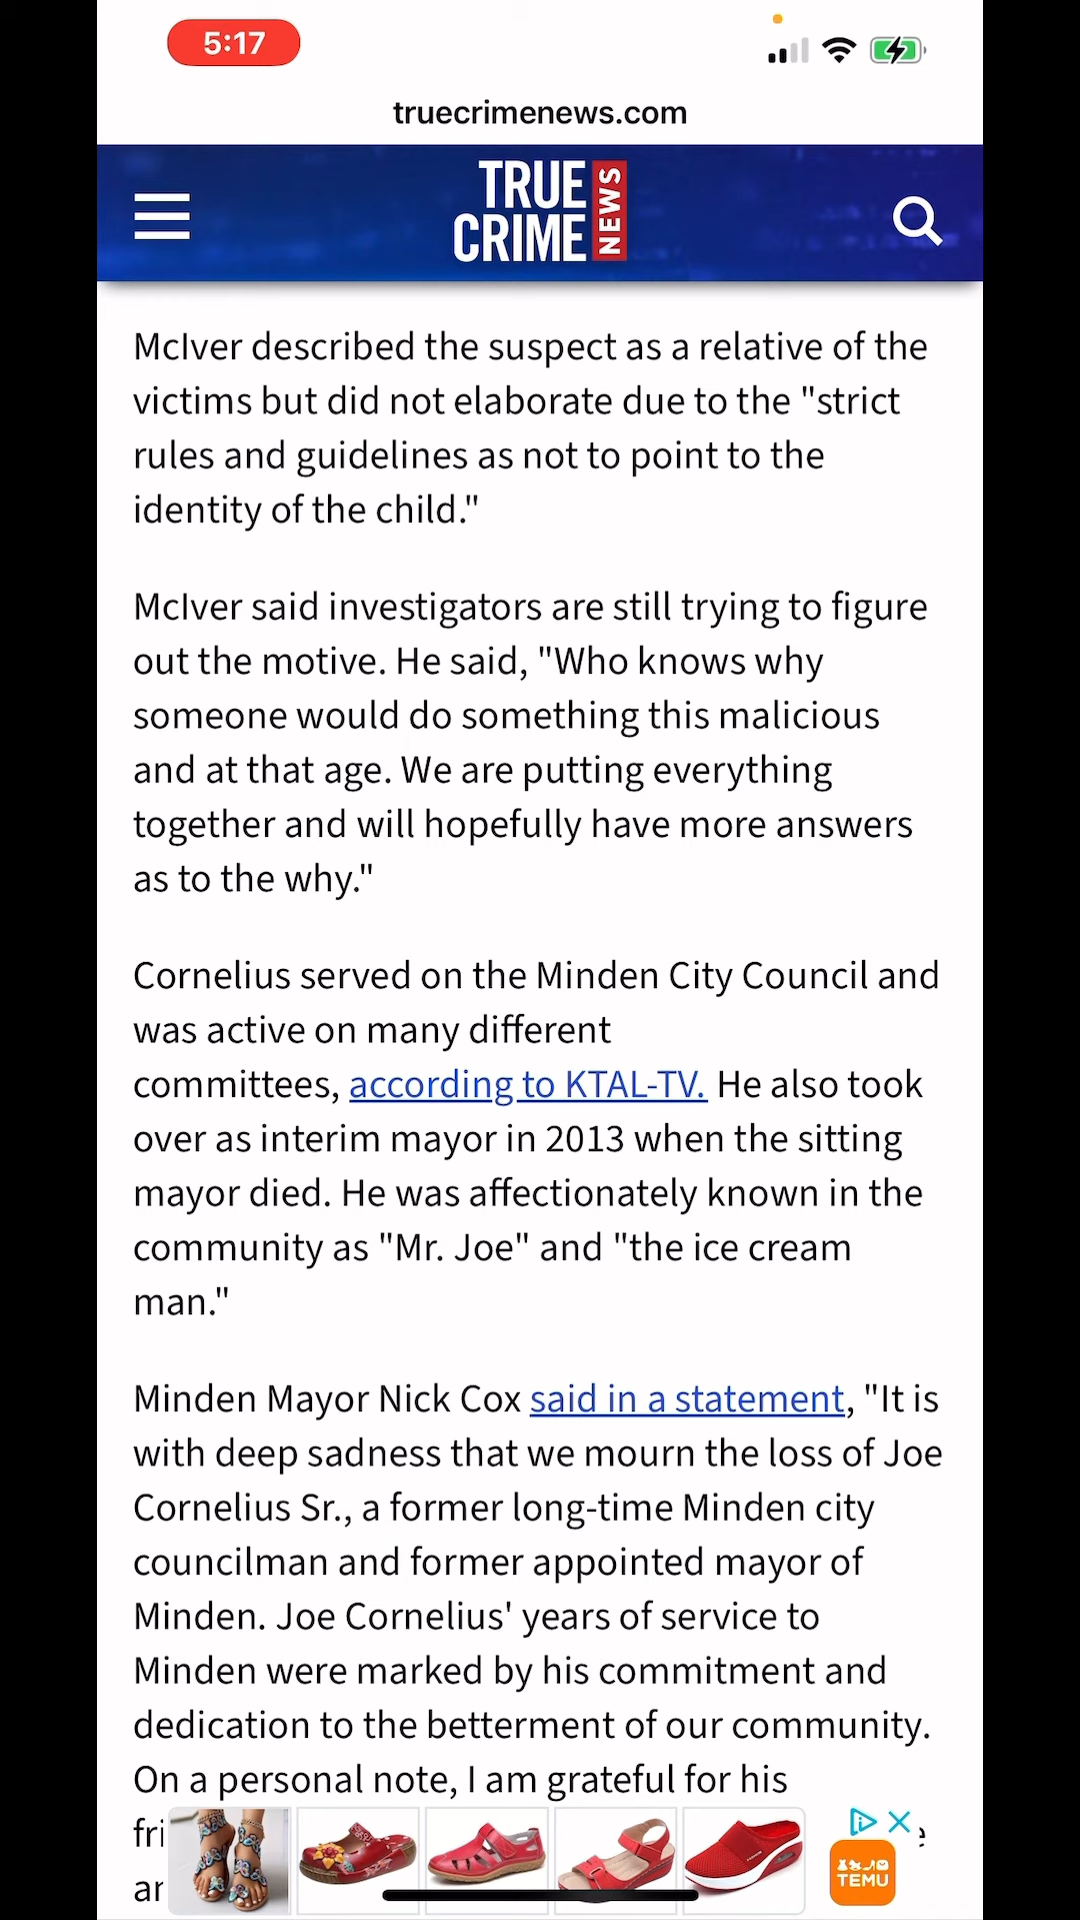 5:17
truecrimenews.com
TRUE
CRIME
NEWS
McIver described the suspect as a relative of the
victims but did not elaborate due to the "strict
rules and guidelines as not to point to the
identity of the child."
McIver said investigators are still trying to figure
out the motive. He said, "Who knows why
someone would do something this malicious
and at that age. We are putting everything
together and will hopefully have more answers
as to the why."
Cornelius served on the Minden City Council and
was active on many different
committees, according to KTAL-TV. He also took
over as interim mayor in 2013 when the sitting
mayor died. He was affectionately known in the
community as "Mr. Joe" and "the ice cream
man."
Minden Mayor Nick Cox said in a statement, "It is
with deep sadness that we mourn the loss of Joe
Cornelius Sr., a former long-time Minden city
councilman and former appointed mayor of
Minden. Joe Cornelius' years of service to
Minden were marked by his commitment and
dedication to the betterment of our community.
On a personal note, I am grateful for his
TEMU